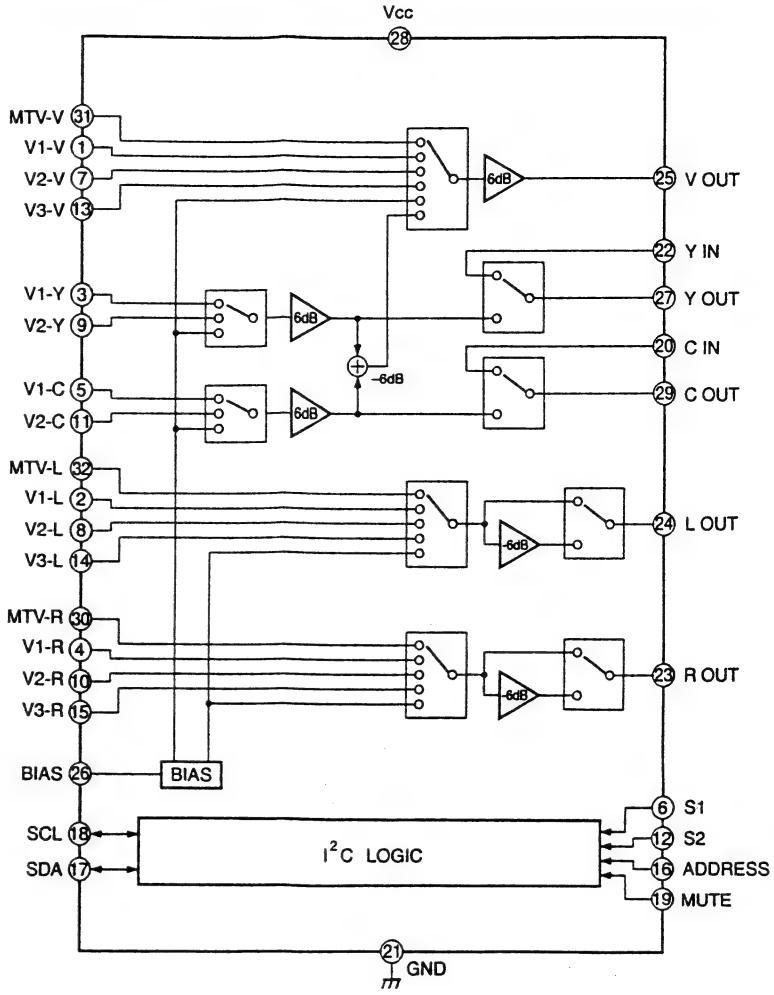 Vcc
28
MTV-V 31
V1-V 1
V2-V 7
V3-V 13
6dB
25 V OUT
22 Y IN
V1-Y 3
V2-Y 9
6dB
27 Y OUT
20 C IN
−6dB
V1-C 5
V2-C 11
6dB
29 C OUT
MTV-L 32
V1-L 2
V2-L 8
V3-L 14
-6dB
24 L OUT
MTV-R 30
V1-R 4
V2-R 10
V3-R 15
-6dB
23 R OUT
BIAS 26
BIAS
SCL 18
SDA 17
I²C LOGIC
6 S1
12 S2
16 ADDRESS
19 MUTE
21
GND